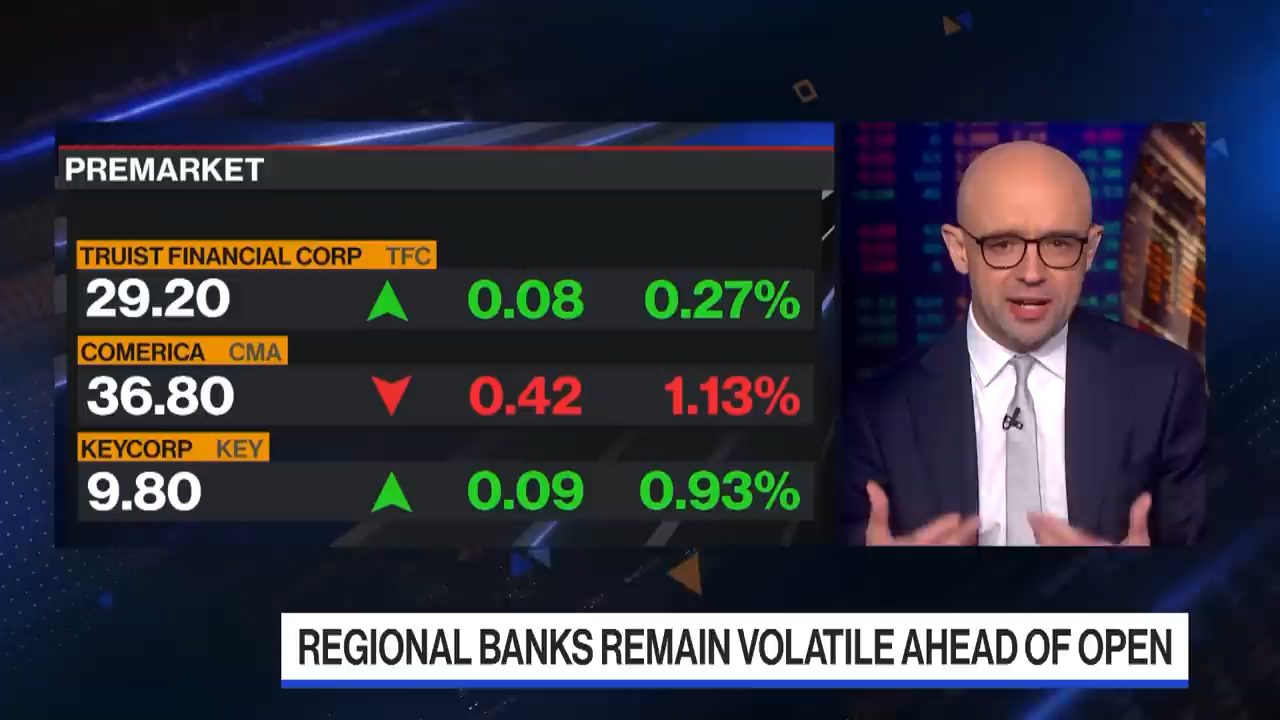 PREMARKET
TRUIST FINANCIAL CORP TFC
29.20 0.08 0.27%
COMERICA CMA
36.80 0.42 1.13%
KEYCORP KEY
9.80 0.09 0.93%
REGIONAL BANKS REMAIN VOLATILE AHEAD OF OPEN